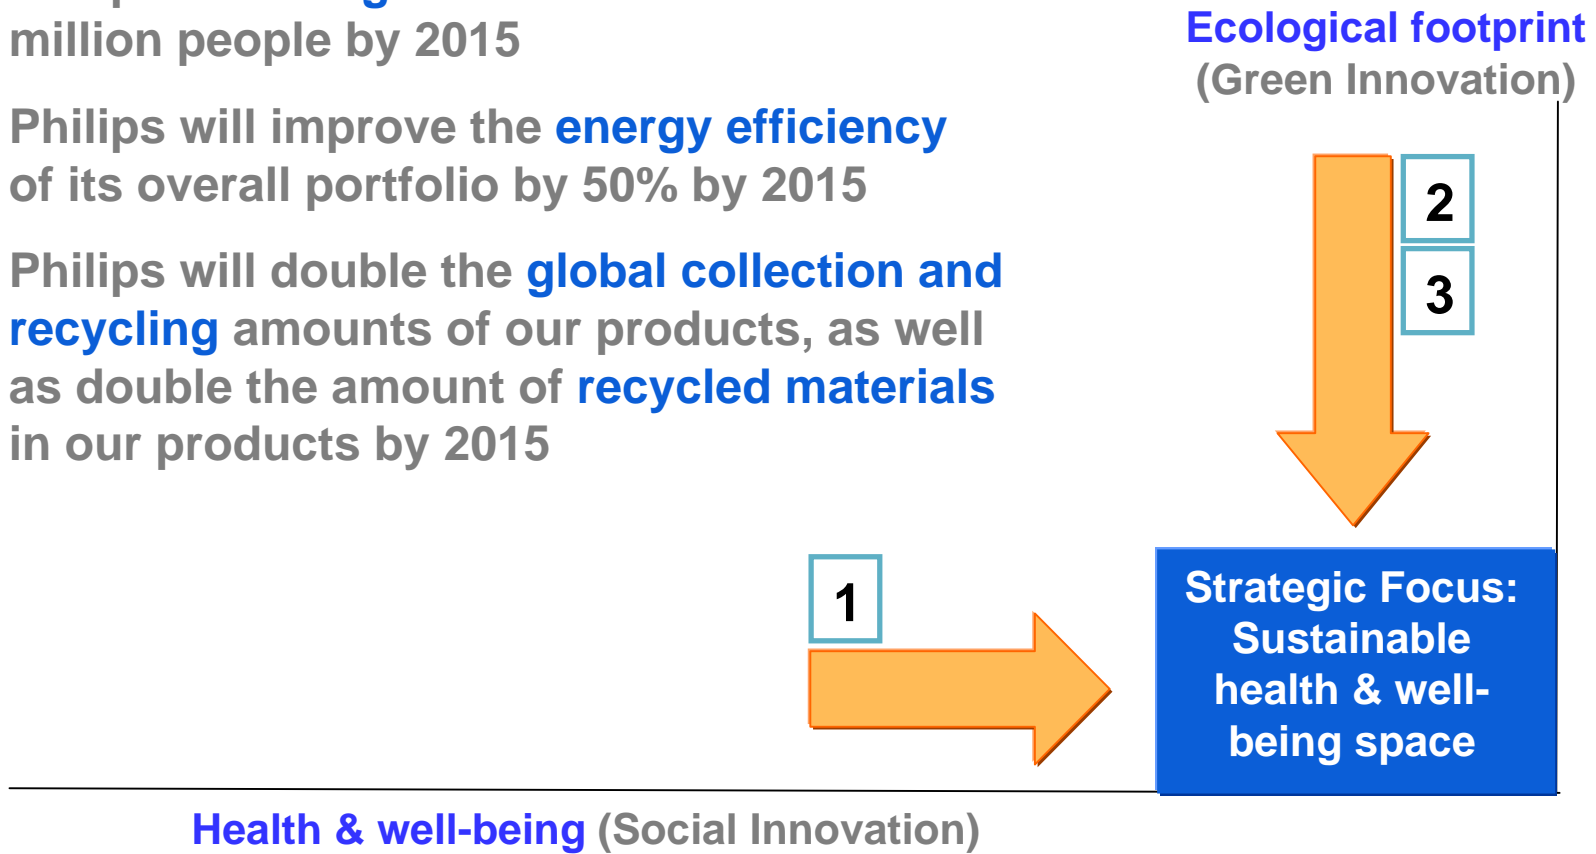 million people by 2015
Philips will improve the energy efficiency
of its overall portfolio by 50% by 2015
Philips will double the global collection and
recycling amounts of our products, as well
as double the amount of recycled materials
in our products by 2015
Ecological footprint
(Green Innovation)
2
3
1
Strategic Focus:
Sustainable
health & well-
being space
Health & well-being (Social Innovation)